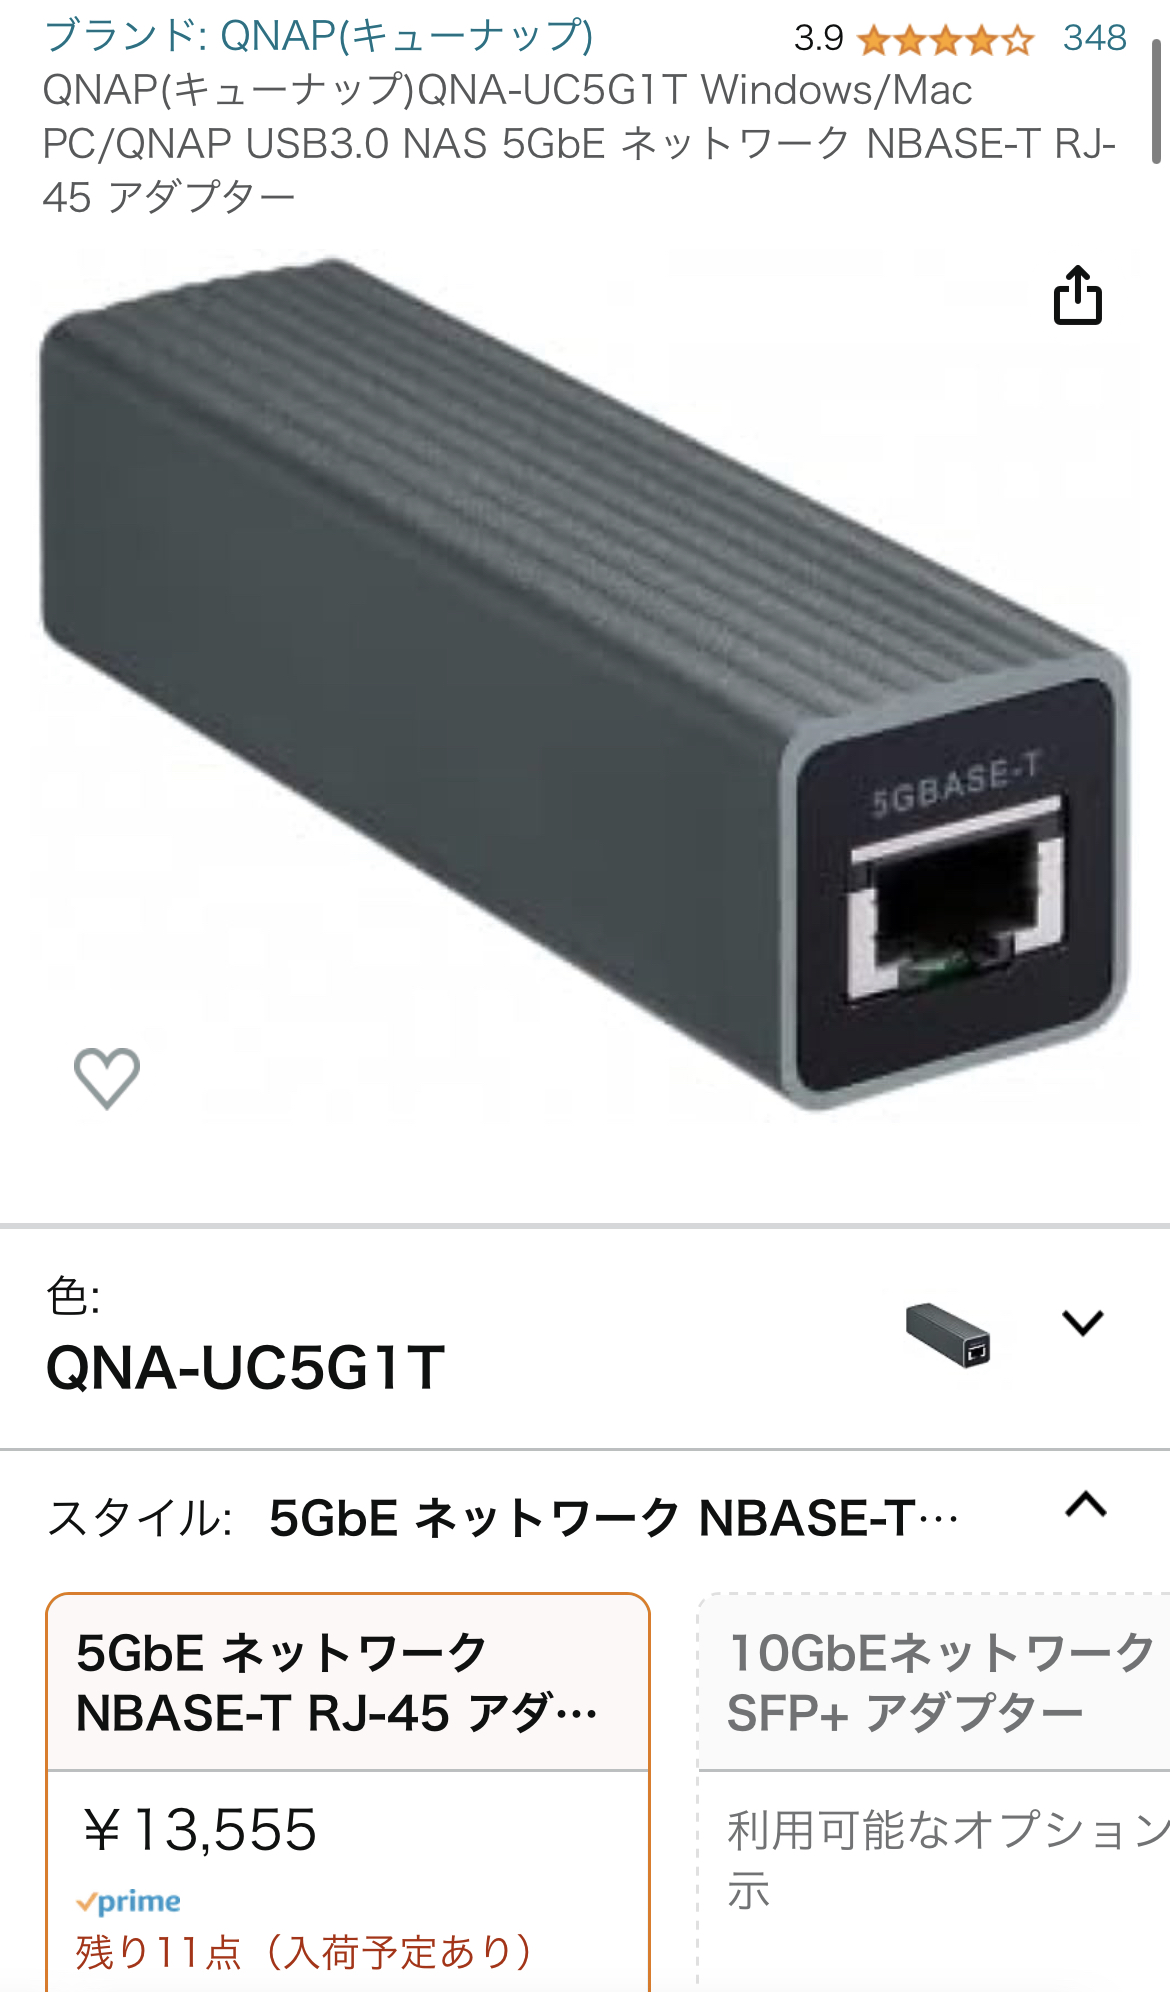 ブランド: QNAP(キューナップ)
3.9
348
QNAP(キューナップ)QNA-UC5G1T Windows/Mac
PC/QNAP USB3.0 NAS 5GbE ネットワーク NBASE-T RJ-
45 アダプター
5GBASE-T
色:
QNA-UC5G1T
スタイル: 5GbE ネットワーク NBASE-T…
5GbE ネットワーク
NBASE-T RJ-45 アダ…
¥13,555
prime
残り11点（入荷予定あり）
10GbEネットワーク
SFP+ アダプター
利用可能なオプション
示